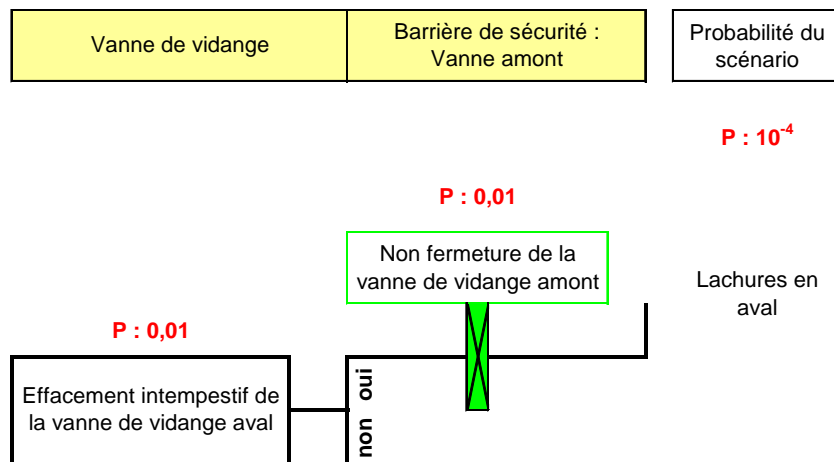 Vanne de vidange
Barrière de sécurité :
Vanne amont
Probabilité du
scénario
P : 10⁻⁴
P : 0,01
Non fermeture de la
vanne de vidange amont
Lachures en
aval
P : 0,01
Effacement intempestif de
la vanne de vidange aval
oui
non